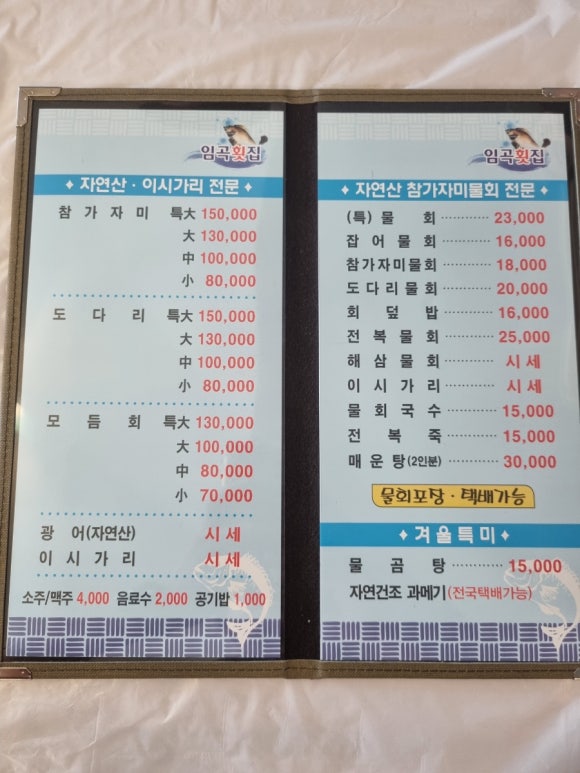 임곡횟집
♦ 자연산 · 이시가리 전문 ♦
참가자미 특大 150,000
大 130,000
中 100,000
小 80,000
도다리 특大 150,000
大 130,000
中 100,000
小 80,000
모듬회 특大 130,000
大 100,000
中 80,000
小 70,000
광어(자연산) 시세
이시가리 시세
소주/맥주 4,000 음료수 2,000 공기밥 1,000
임곡횟집
♦ 자연산 참가자미물회 전문 ♦
(특)물회 ··········· 23,000
잡어물회 ··········· 16,000
참가자미물회 ··········· 18,000
도다리물회 ··········· 20,000
회덮밥 ··········· 16,000
전복물회 ··········· 25,000
해삼물회 ··········· 시세
이시가리 ··········· 시세
물회국수 ··········· 15,000
전복죽 ··········· 15,000
매운탕(2인분) ··········· 30,000
물회포장 · 택배가능
♦ 겨울특미 ♦
물곰탕 ··········· 15,000
자연건조 과메기(전국택배가능)